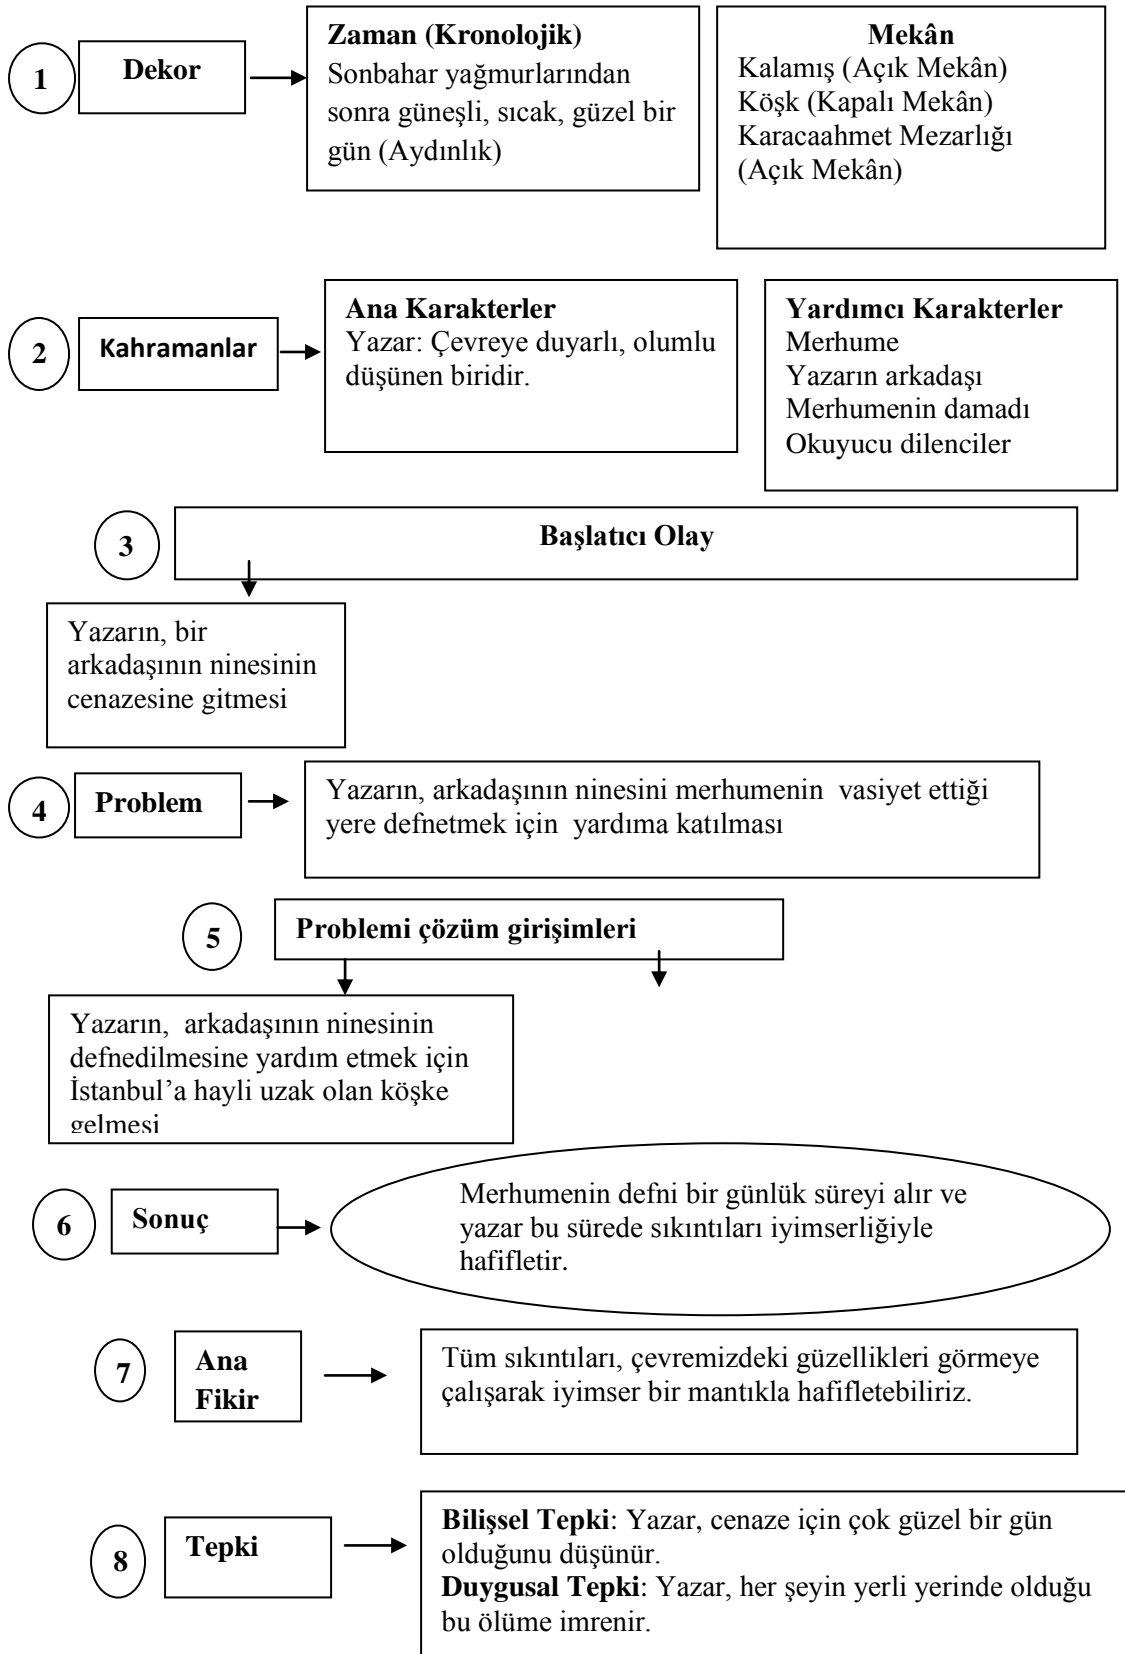 1
Dekor
Zaman (Kronolojik)
Sonbahar yağmurlarından
sonra güneşli, sıcak, güzel bir
gün (Aydınlık)
Mekân
Kalamış (Açık Mekân)
Köşk (Kapalı Mekân)
Karacaahmet Mezarlığı
(Açık Mekân)
2
Kahramanlar
Ana Karakterler
Yazar: Çevreye duyarlı, olumlu
düşünen biridir.
Yardımcı Karakterler
Merhume
Yazarın arkadaşı
Merhumenin damadı
Okuyucu dilenciler
3
Başlatıcı Olay
Yazarın, bir
arkadaşının ninesinin
cenazesine gitmesi
4
Problem
Yazarın, arkadaşının ninesini merhumenin vasiyet ettiği
yere defnetmek için yardıma katılması
5
Problemi çözüm girişimleri
Yazarın, arkadaşının ninesinin
defnedilmesine yardım etmek için
İstanbul’a hayli uzak olan köşke
gelmesi
6
Sonuç
Merhumenin defni bir günlük süreyi alır ve
yazar bu sürede sıkıntıları iyimserliğiyle
hafifletir.
7
Ana
Fikir
Tüm sıkıntıları, çevremizdeki güzellikleri görmeye
çalışarak iyimser bir mantıkla hafifletebiliriz.
8
Tepki
Bilişsel Tepki: Yazar, cenaze için çok güzel bir gün
olduğunu düşünür.
Duygusal Tepki: Yazar, her şeyin yerli yerinde olduğu
bu ölüme imrenir.